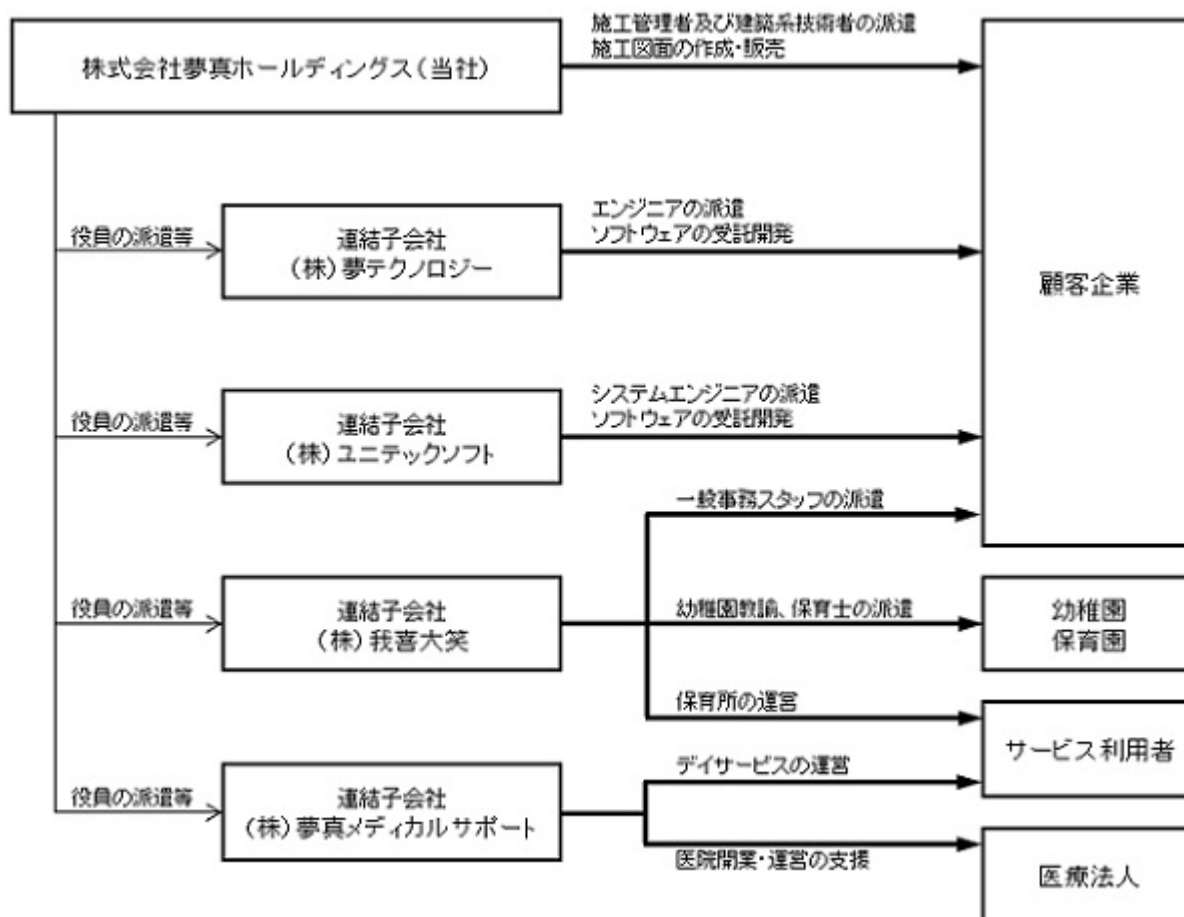 施工管理者及び建築系技術者の派遣
施工図面の作成・販売
株式会社夢真ホールディングス(当社)
エンジニアの派遣
ソフトウェアの受託開発
役員の派遣等
連結子会社
(株)夢テクノロジー
顧客企業
システムエンジニアの派遣
ソフトウェアの受託開発
役員の派遣等
連結子会社
(株)ユニテックソフト
一般事務スタッフの派遣
役員の派遣等
連結子会社
(株)我喜大笑
幼稚園教諭、保育士の派遣
幼稚園
保育園
保育所の運営
サービス利用者
デイサービスの運営
役員の派遣等
連結子会社
(株)夢真メディカルサポート
医院開業・運営の支援
医療法人